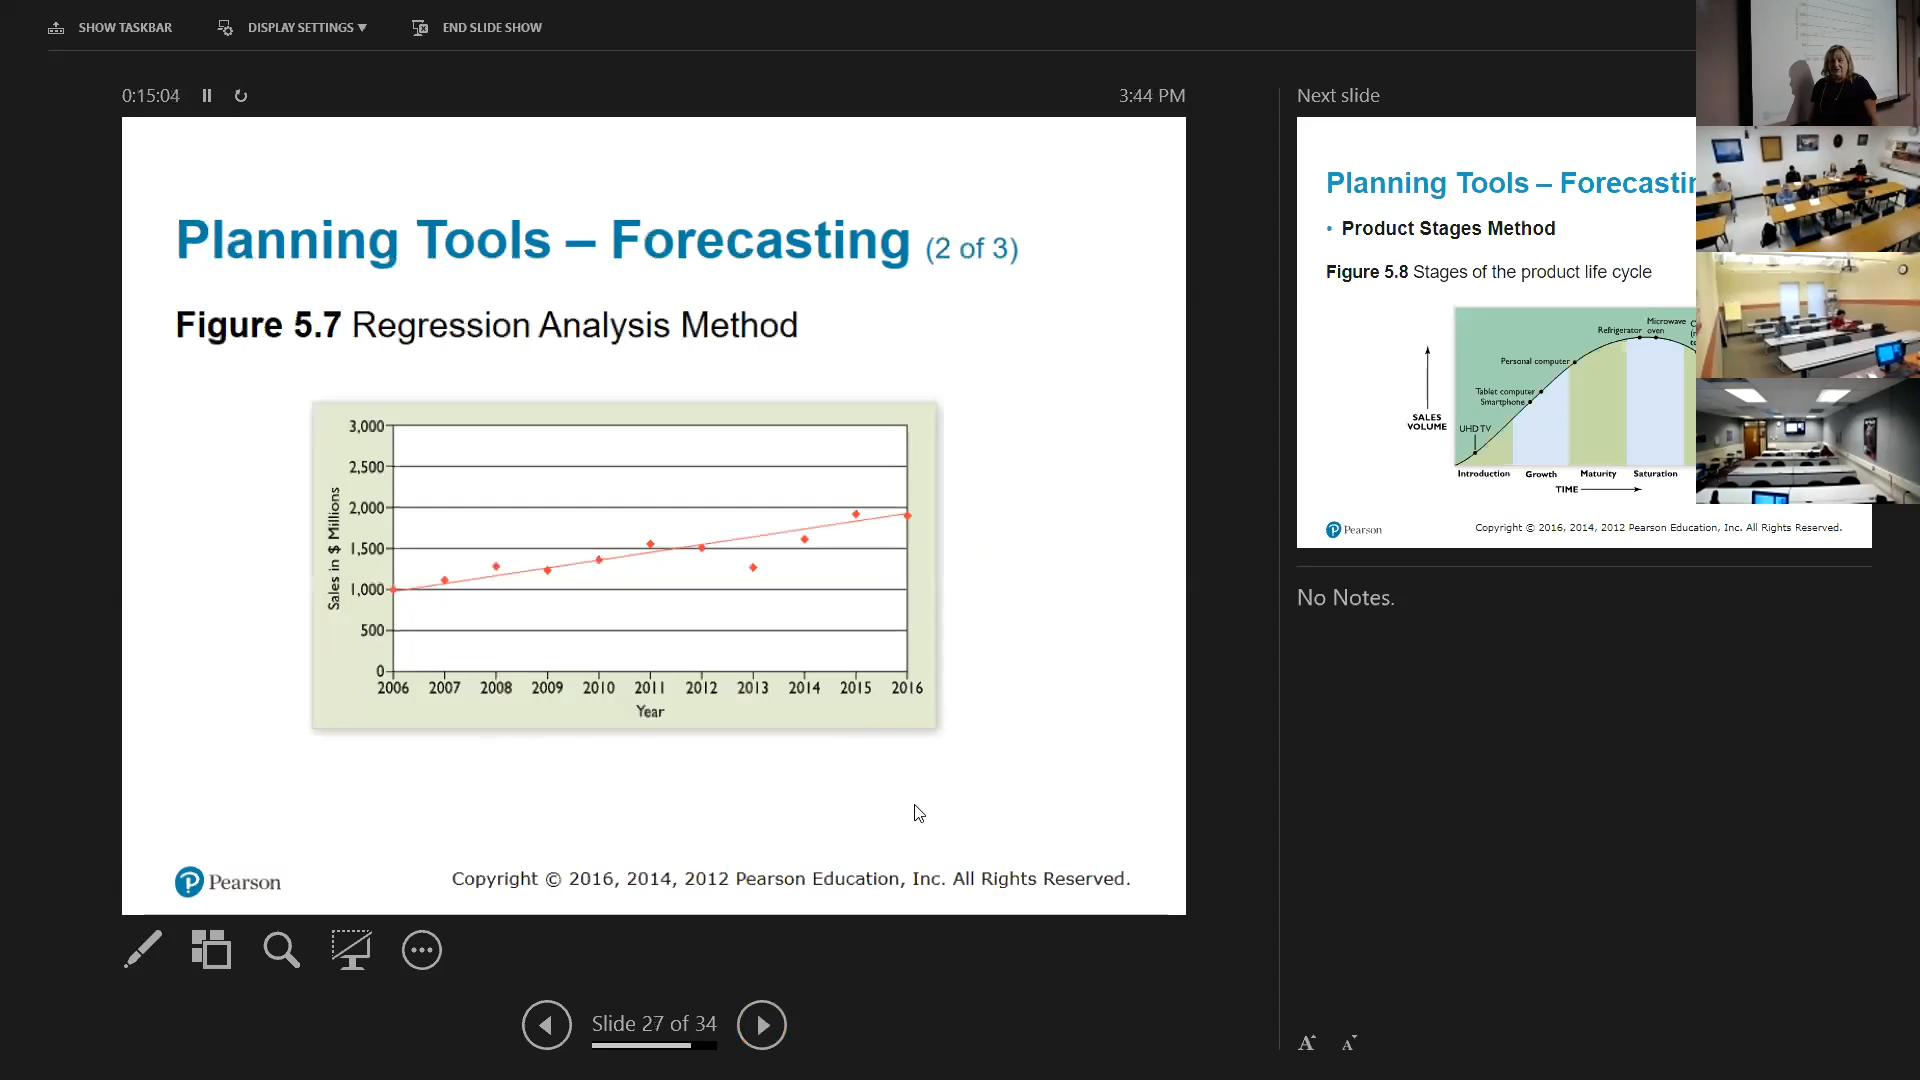 SHOW TASKBAR
DISPLAY SETTINGS ▼
END SLIDE SHOW
0:15:04
3:44 PM
Planning Tools – Forecasting (2 of 3)
Figure 5.7 Regression Analysis Method
3,000
2,500
2,000
1,500
1,000
500
0
Sales in $ Millions
2006 2007 2008 2009 2010 2011 2012 2013 2014 2015 2016
Year
Pearson
Copyright © 2016, 2014, 2012 Pearson Education, Inc. All Rights Reserved.
Slide 27 of 34
Next slide
Planning Tools – Forecastin
• Product Stages Method
Figure 5.8 Stages of the product life cycle
Microwave
Refrigerator oven
Personal computer
Tablet computer
Smartphone
UHD TV
SALES
VOLUME
Introduction Growth Maturity Saturation
TIME
Pearson
Copyright © 2016, 2014, 2012 Pearson Education, Inc. All Rights Reserved.
No Notes.
A A